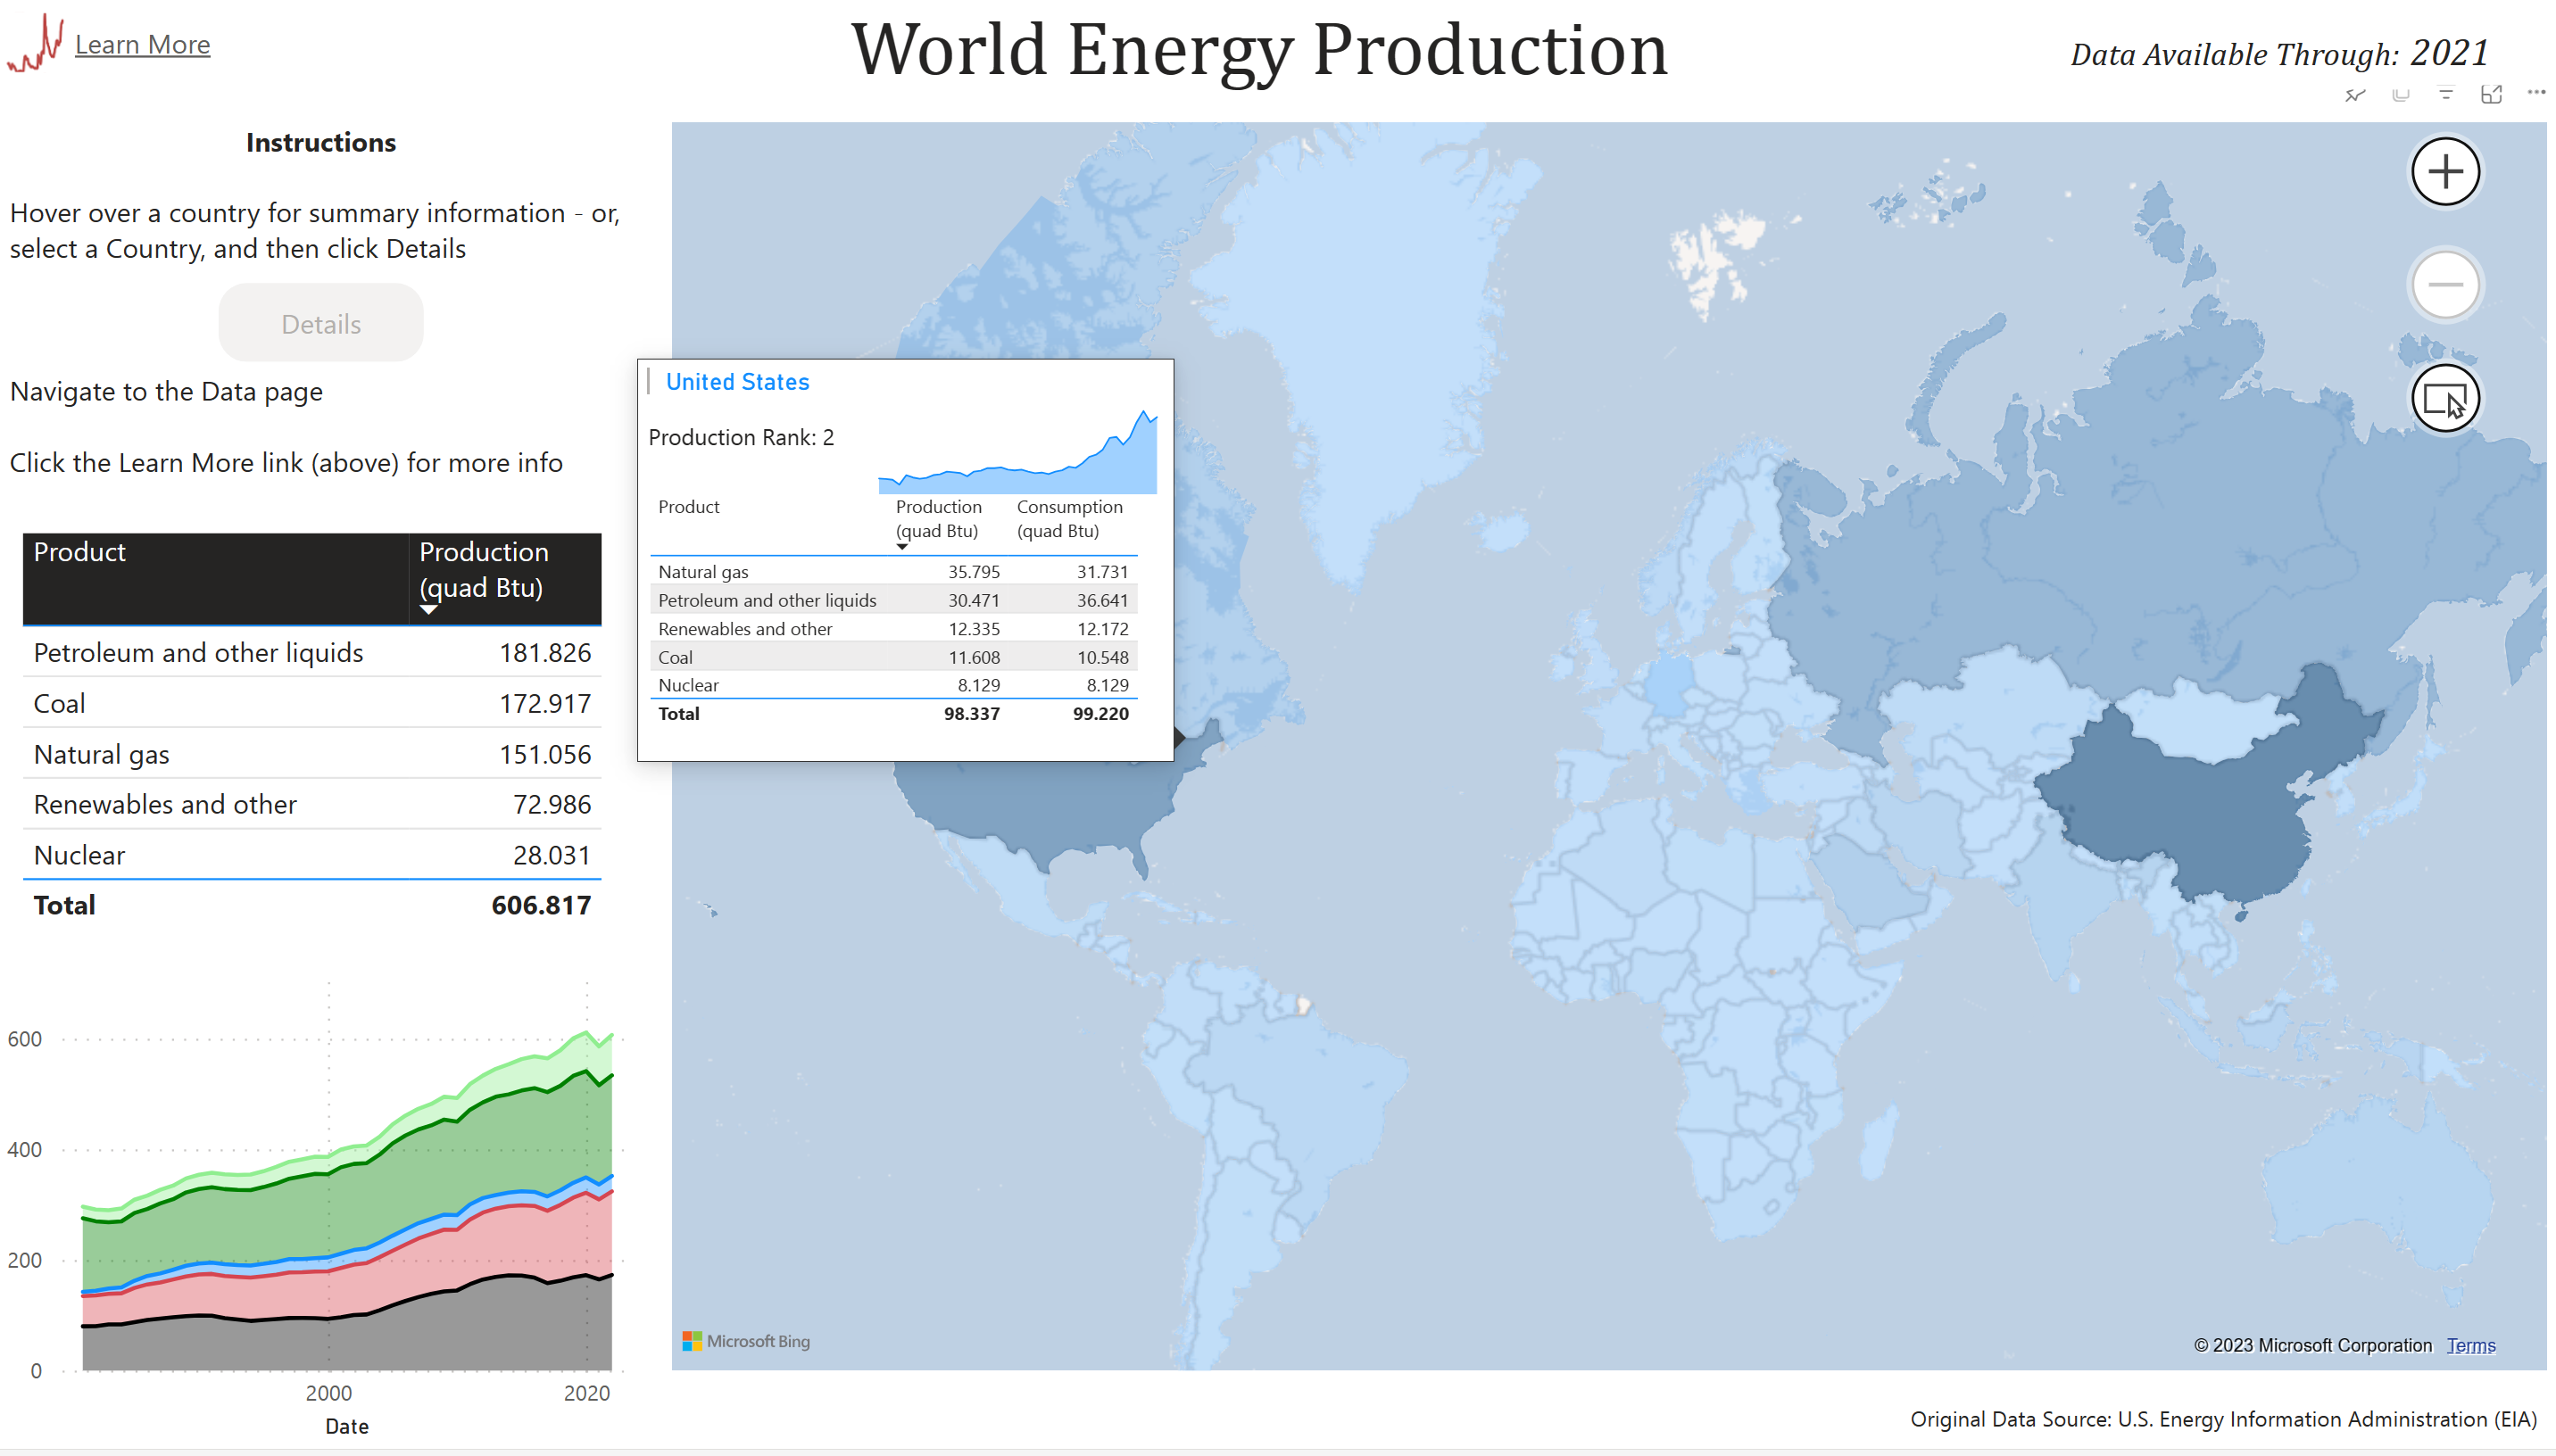 Learn More
World Energy Production
Data Available Through: 2021
Instructions
Hover over a country for summary information - or,
select a Country, and then click Details
Details
Navigate to the Data page
Click the Learn More link (above) for more info
Product Production
(quad Btu)
Petroleum and other liquids 181.826
Coal 172.917
Natural gas 151.056
Renewables and other 72.986
Nuclear 28.031
Total 606.817
600
400
200
0
2000 2020
Date
United States
Production Rank: 2
Product Production Consumption
(quad Btu) (quad Btu)
Natural gas 35.795 31.731
Petroleum and other liquids 30.471 36.641
Renewables and other 12.335 12.172
Coal 11.608 10.548
Nuclear 8.129 8.129
Total 98.337 99.220
Microsoft Bing
© 2023 Microsoft Corporation Terms
Original Data Source: U.S. Energy Information Administration (EIA)